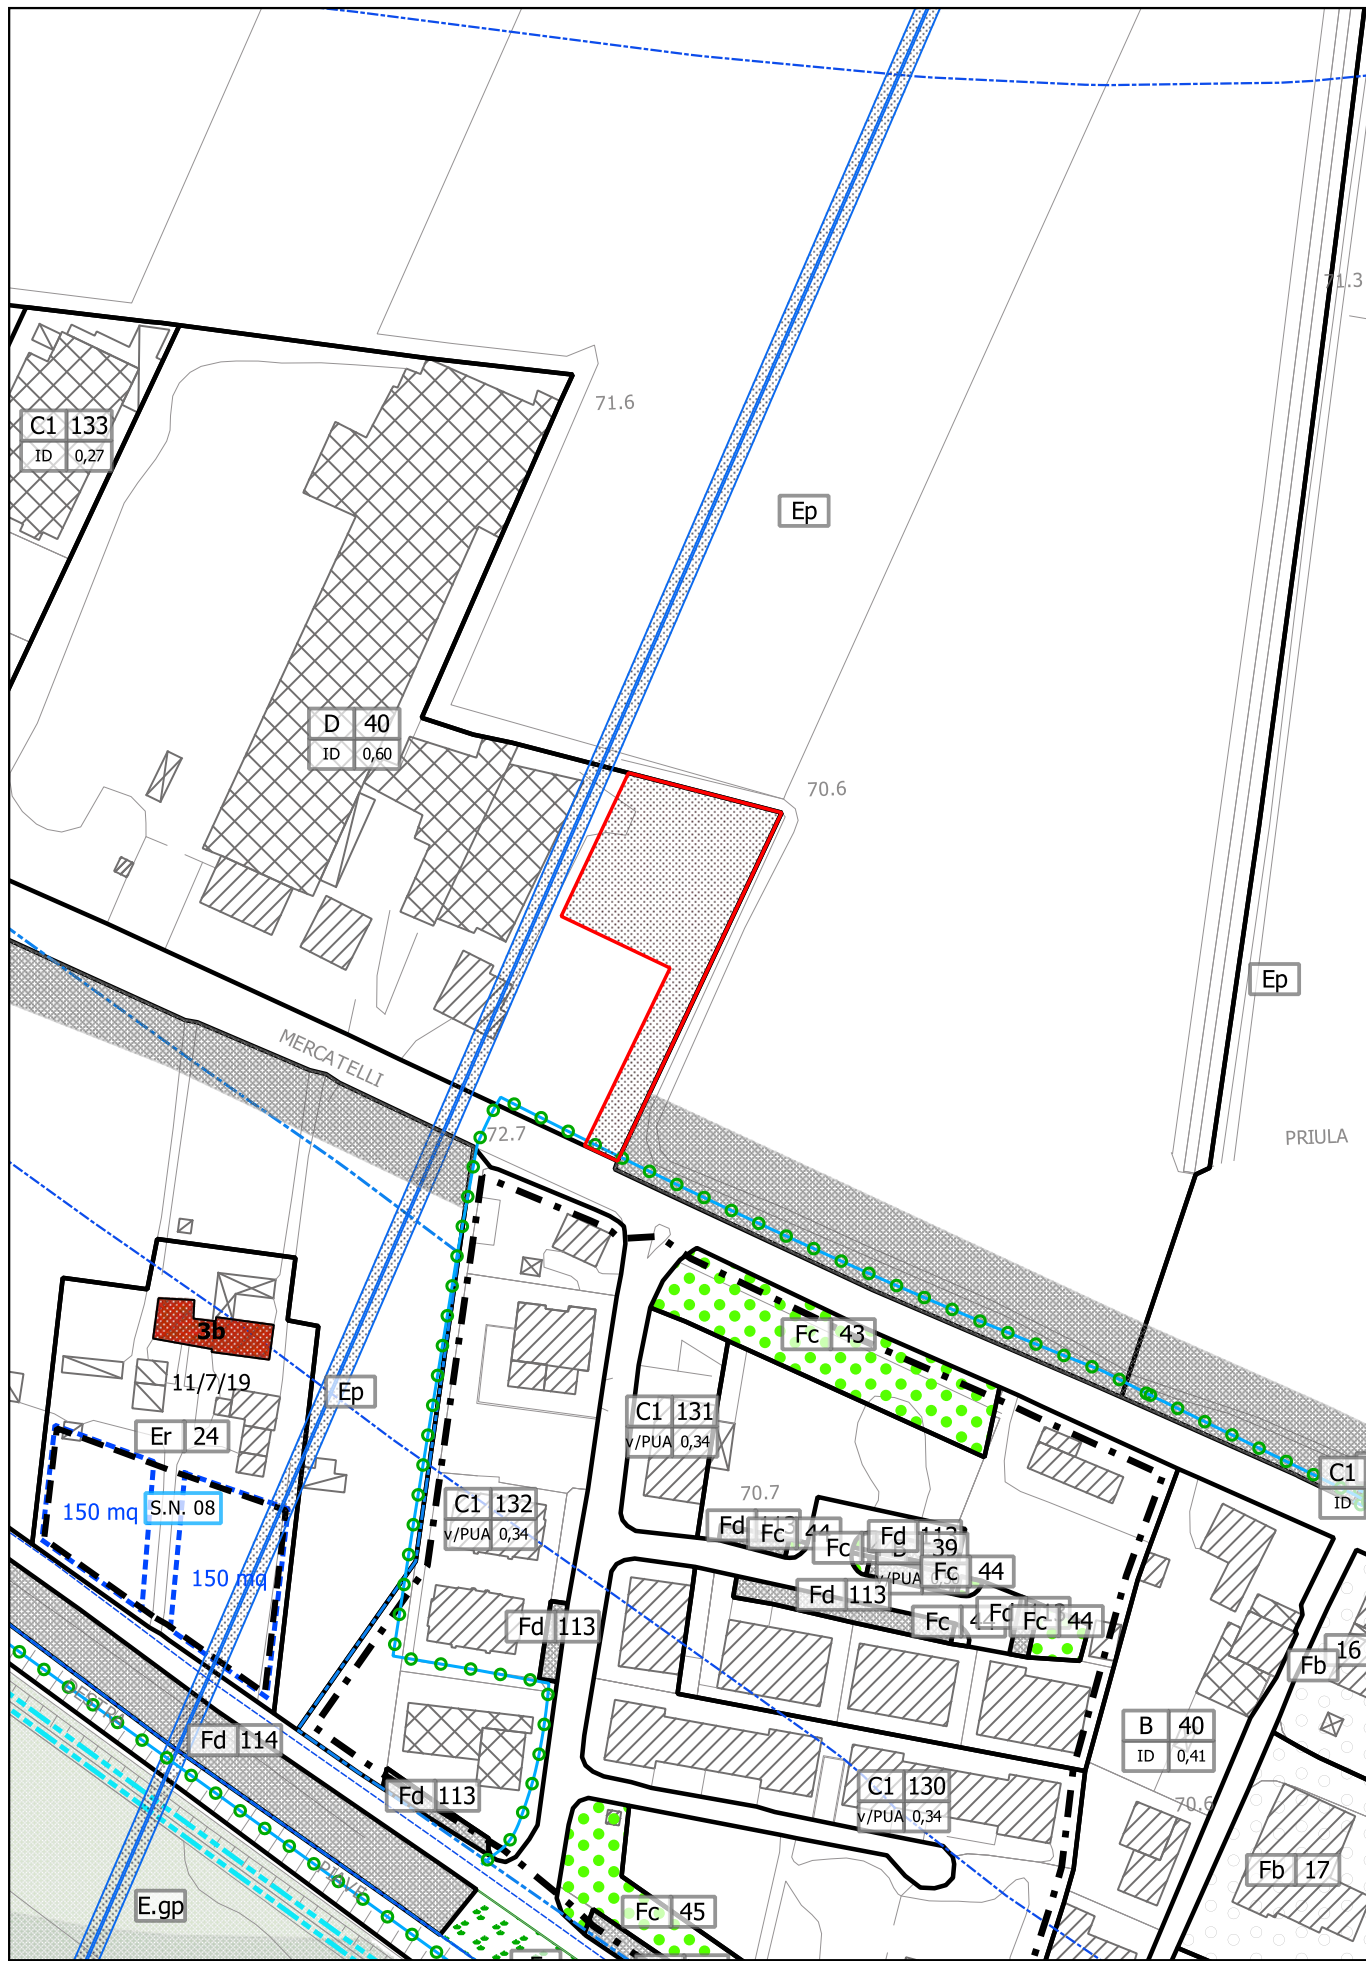 71.3
71.6
C1 133
ID 0,27
Ep
D 40
ID 0,60
70.6
Ep
MERCATELLI
72.7
PRIULA
3b
Fc 43
11/7/19
Ep
C1 131
v/PUA 0,34
Er 24
C1
ID
70.7
150 mq
S.N. 08
C1 132
v/PUA 0,34
Fd
Fc 44
Fc
Fd 113
39
Fc 44
150 mq
Fd 113
Fd 113
Fc
Fc 44
Fb 16
Fd 114
B 40
ID 0,41
Fd 113
C1 130
v/PUA 0,34
70.6
Fb 17
E.gp
Fc 45